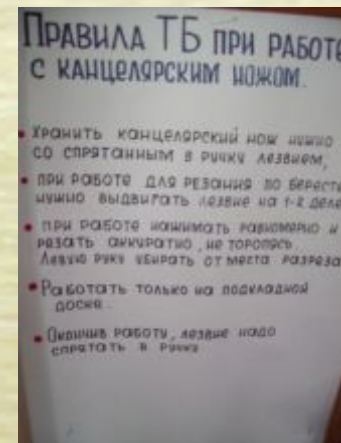 Правила ТБ при работе
с канцелярским ножом.
Хранить канцелярский нож нужно
со спрятанным в ручку лезвием,
при работе для резания по бересте
нужно выдвигать лезвие на 1-2 деле
при работе нажимать равномерно и
резать аккуратно, не торопясь.
Левую руку убирать от места разреза
Работать только на подкладной
доске.
Окончив работу, лезвие надо
спрятать в ручку